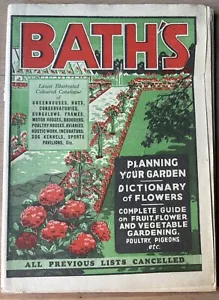 BATH'S
Latest Illustrated
Coloured Catalogue
of
GREENHOUSES, HUTS,
CONSERVATORIES,
BUNGALOWS, FRAMES,
MOTOR HOUSES, BROODERS,
POULTRY HOUSES, AVIARIES,
RUSTIC WORK, INCUBATORS,
DOG KENNELS, SPORTS
PAVILIONS, Etc.
PLANNING
YOUR GARDEN
DICTIONARY
OF FLOWERS
COMPLETE GUIDE
ON FRUIT, FLOWER
AND VEGETABLE
GARDENING,
POULTRY, PIGEONS
etc.
ALL PREVIOUS LISTS CANCELLED